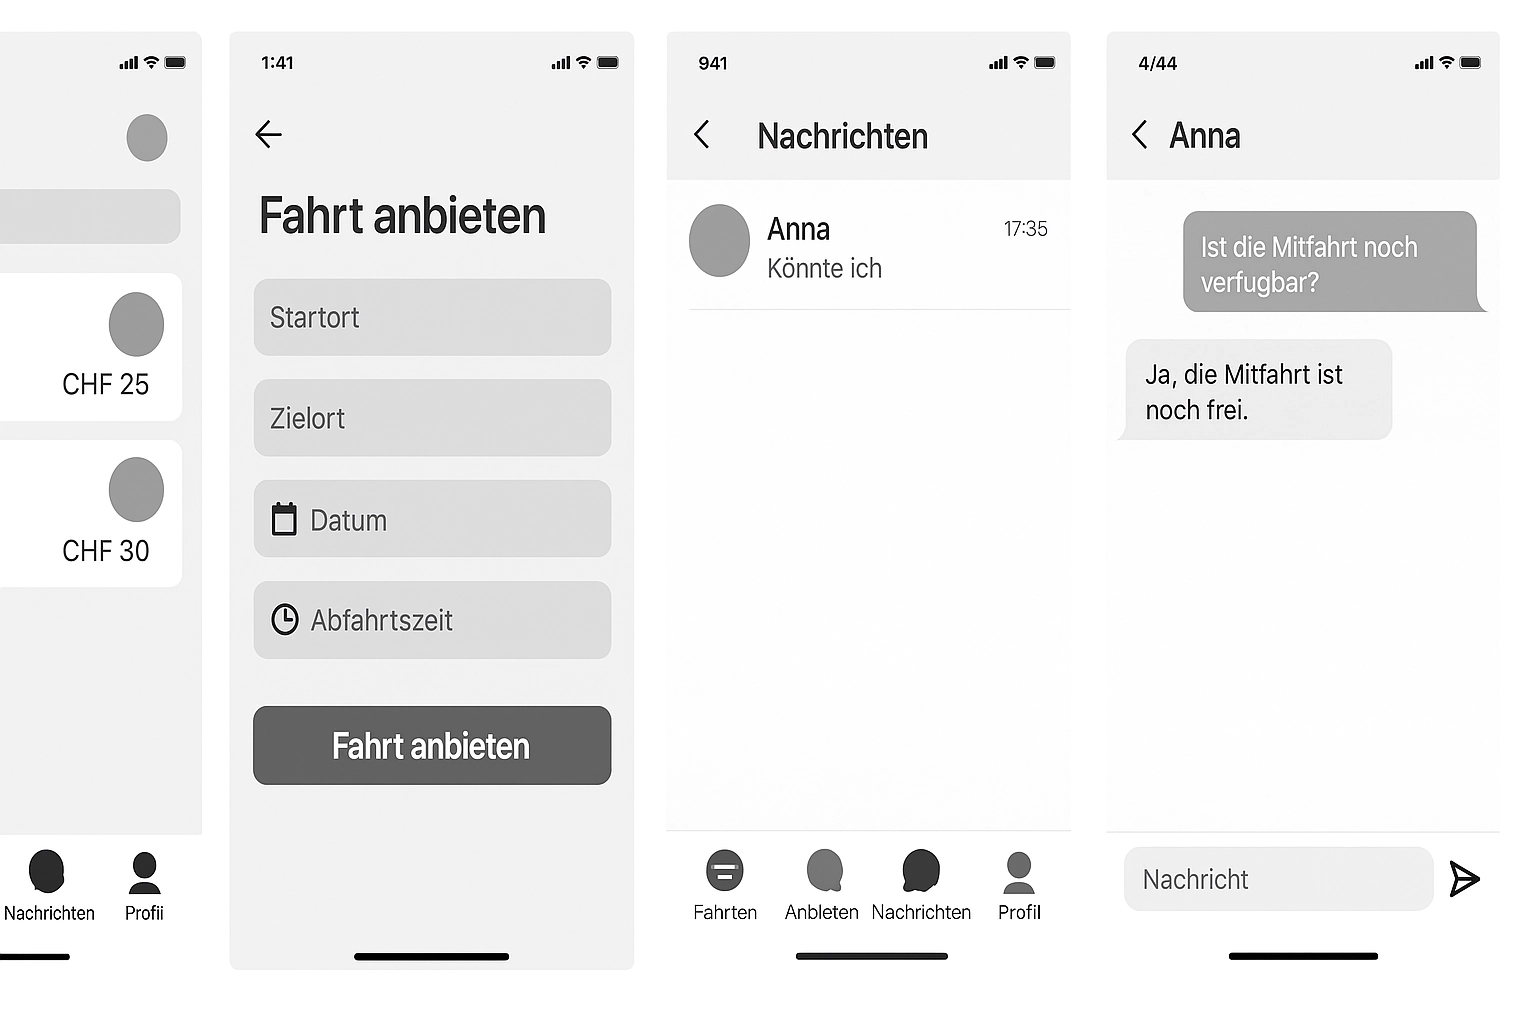 CHF 25
CHF 30
Nachrichten
Profii
1:41
Fahrt anbieten
Startort
Zielort
Datum
Abfahrtszeit
Fahrt anbieten
941
Nachrichten
Anna
17:35
Könnte ich
Fahrten
Anbleten
Nachrichten
Profil
4/44
Anna
Ist die Mitfahrt noch
verfugbar?
Ja, die Mitfahrt ist
noch frei.
Nachricht